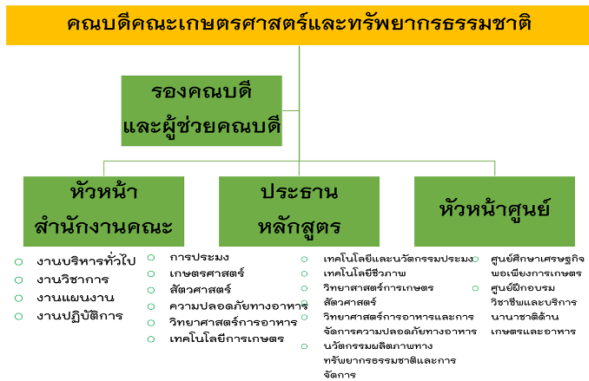 คณบดีคณะเกษตรศาสตร์และทรัพยากรธรรมชาติ
รองคณบดี
และผู้ช่วยคณบดี
หัวหน้า
สำนักงานคณะ
งานบริหารทั่วไป
งานวิชาการ
งานแผนงาน
งานปฏิบัติการ
ประธาน
หลักสูตร
การประมง
เกษตรศาสตร์
สัตวศาสตร์
ความปลอดภัยทางอาหาร
วิทยาศาสตร์การอาหาร
เทคโนโลยีการเกษตร
เทคโนโลยีและนวัตกรรมประมง
เทคโนโลยีชีวภาพ
วิทยาสาสตร์การเกษตร
สัตวศาสตร์
วิทยาศาสตร์การอาหารและการ
จัดการความปลอดภัยทางอาหาร
นวัตกรรมผลิตภาพทาง
ทรัพยากรธรรมชาติและการ
จัดการ
หัวหน้าศูนย์
ศูนย์ศึกษาเศรษฐกิจ
พอเพียงการเกษตร
ศูนย์ฝึกอบรม
วิชาชีพและบริการ
นานาชาติด้าน
เกษตรและอาหาร